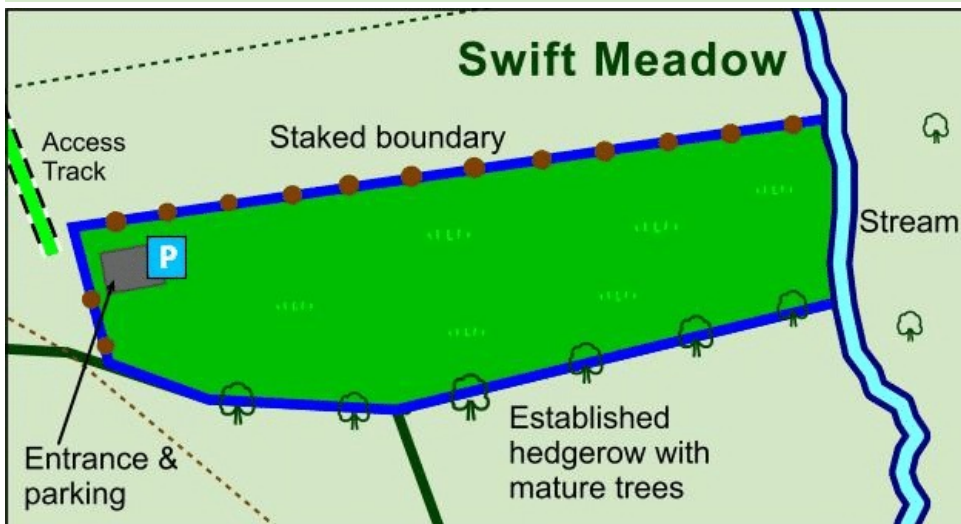 Swift Meadow
Access
Track
Staked boundary
P
Stream
Entrance &
parking
Established
hedgerow with
mature trees